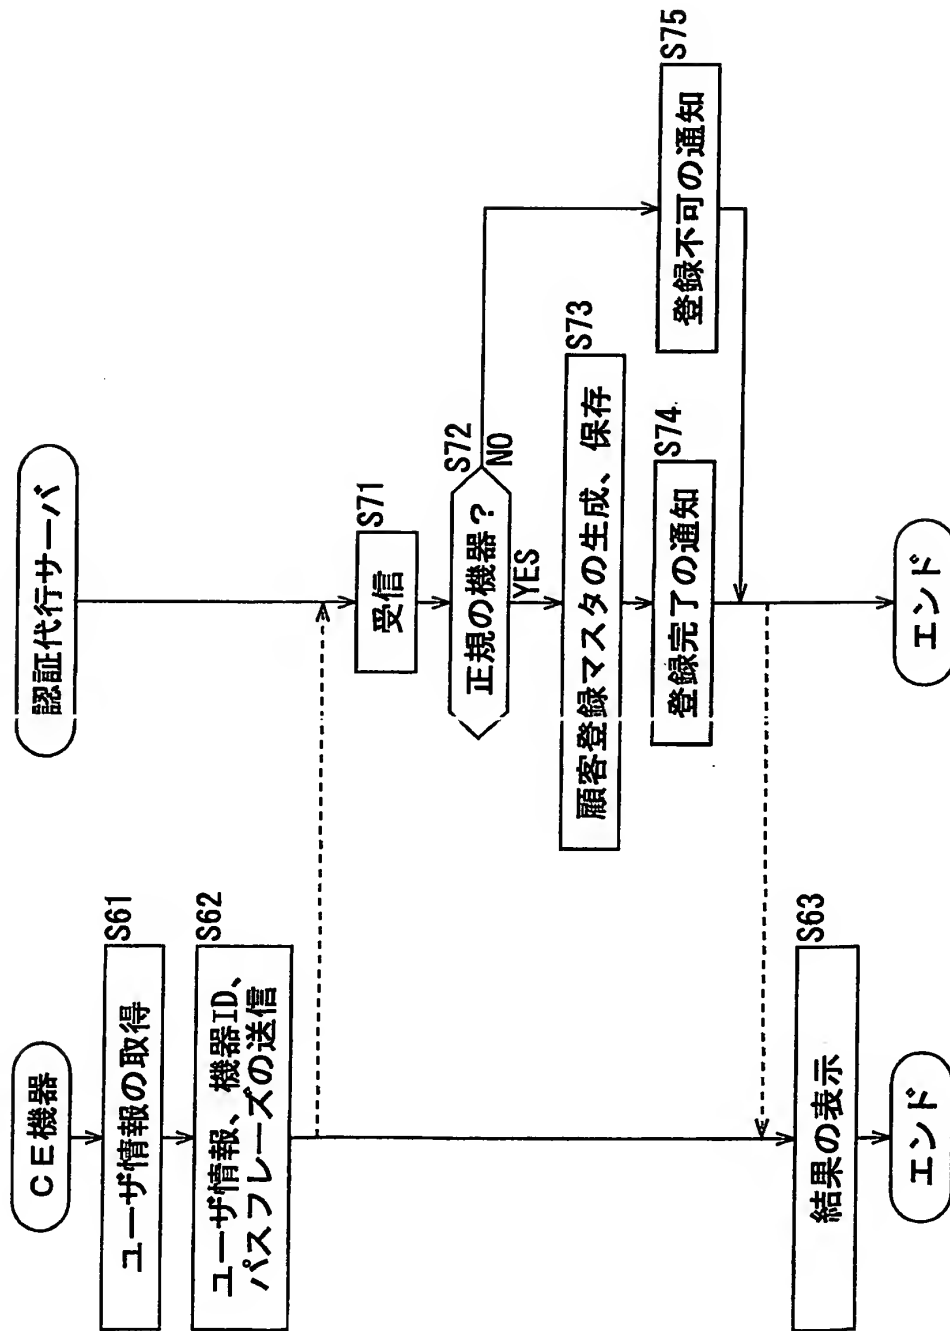 CE機器
S61
ユーザ情報の取得
S62
ユーザ情報、機器ID、
パスフレーズの送信
S63
結果の表示
エンド
認証代行サーバ
S71
受信
S72
正規の機器?
NO
YES
S73
顧客登録マスタの生成、保存
S74
登録完了の通知
S75
登録不可の通知
エンド